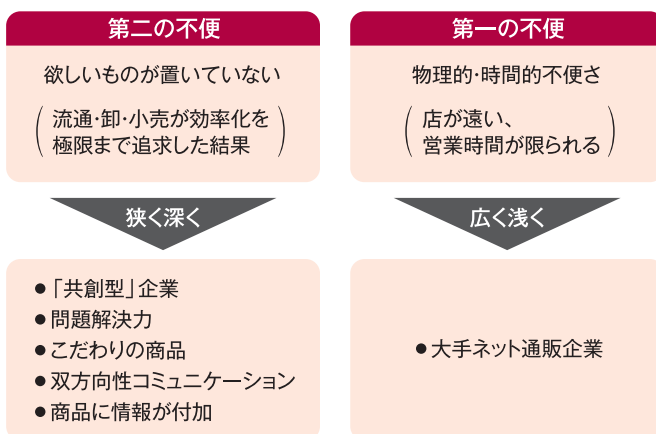 第二の不便
欲しいものが置いていない
(流通・卸・小売が効率化を
極限まで追求した結果)
狭く深く
●「共創型」企業
●問題解決力
●こだわりの商品
●双方向性コミュニケーション
●商品に情報が付加
第一の不便
物理的・時間的不便さ
(店が遠い、
営業時間が限られる)
広く浅く
●大手ネット通販企業